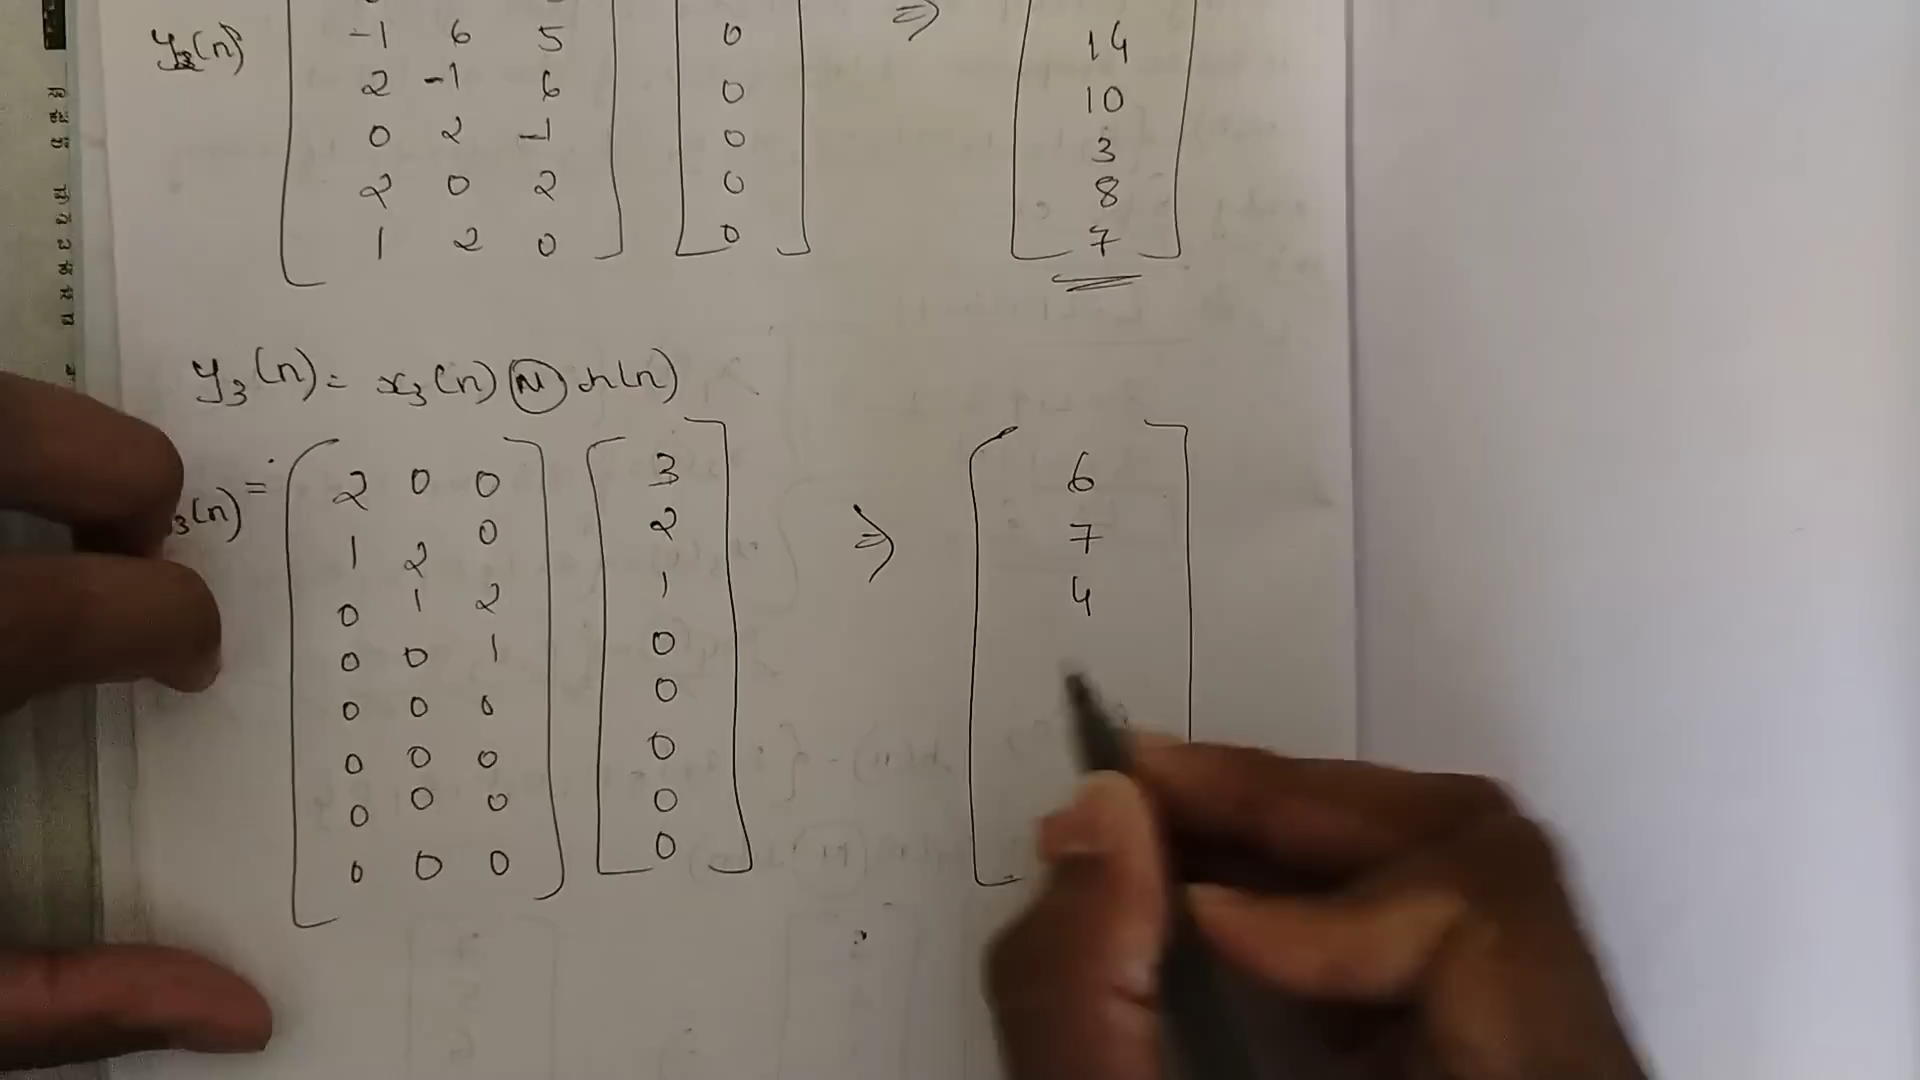 y₂(n) -1 6 5 0 ⇒ 14
2 -1 6 0 10
0 2 -1 0 3
2 0 2 0 8
1 2 0 0 7
y₃(n) = x₃(n) Ⓝ h(n)
₃(n) = 2 0 0 3 ⇒ 6
1 2 0 2 7
0 1 2 1 4
0 0 1 0
0 0 0 0
0 0 0 0
0 0 0 0
0 0 0 0